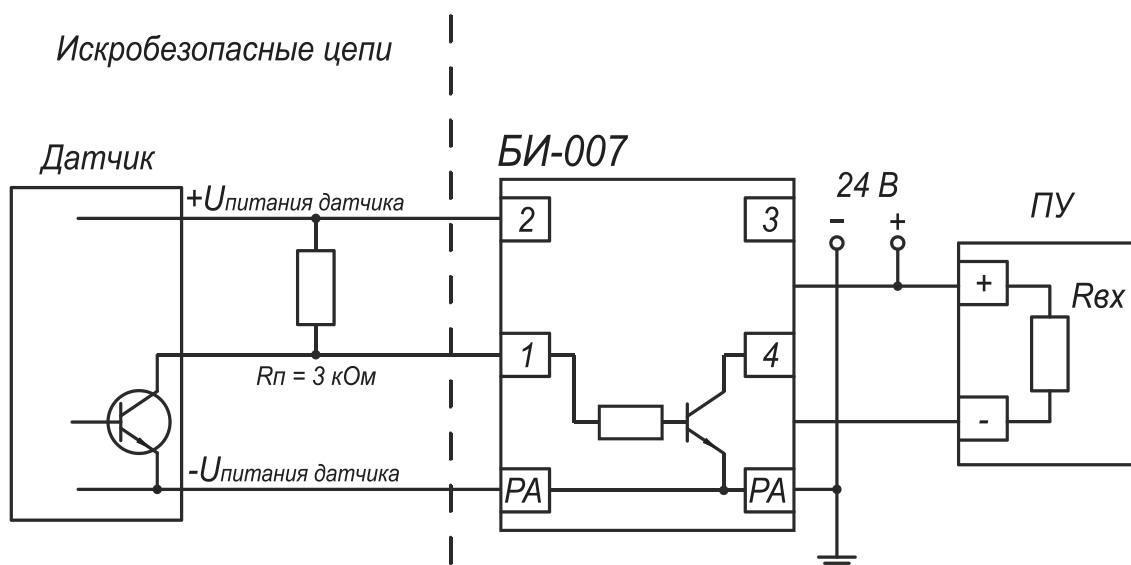 Искробезопасные цепи
Датчик
БИ-007
24 В
ПУ
+Uпитания датчика
2
3
-
+
+
Rвх
1
4
Rп = 3 кОм
-
-Uпитания датчика
PA
PA